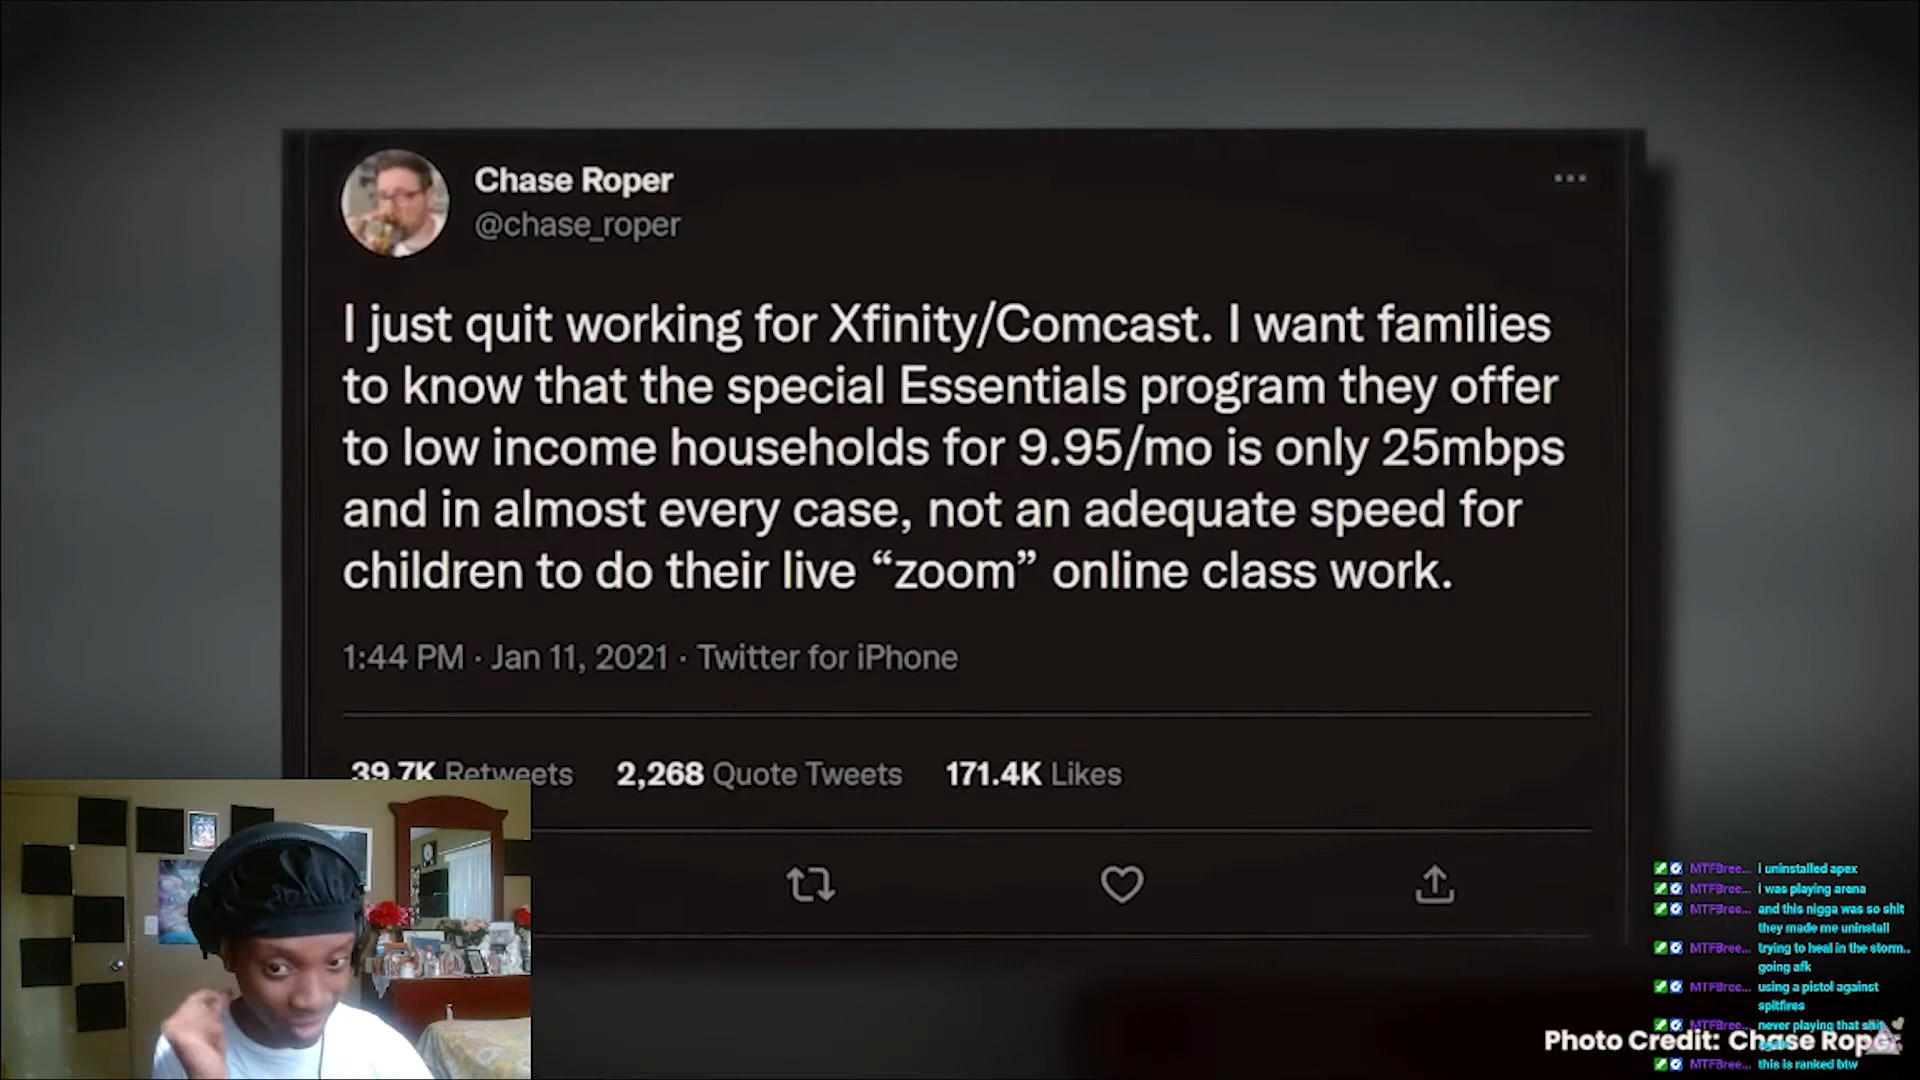 Chase Roper
@chase_roper
I just quit working for Xfinity/Comcast. I want families
to know that the special Essentials program they offer
to low income households for 9.95/mo is only 25mbps
and in almost every case, not an adequate speed for
children to do their live “zoom” online class work.
1:44 PM · Jan 11, 2021 · Twitter for iPhone
39.7K Retweets 2,268 Quote Tweets 171.4K Likes
MTFBree... i uninstalled apex
MTFBree... i was playing arena
MTFBree... and this nigga was so shit
they made me uninstall
MTFBree... trying to heal in the storm..
going afk
MTFBree... using a pistol against
spitfires
MTFBree... never playing that shit
MTFBree... this is ranked btw
Photo Credit: Chase Roper